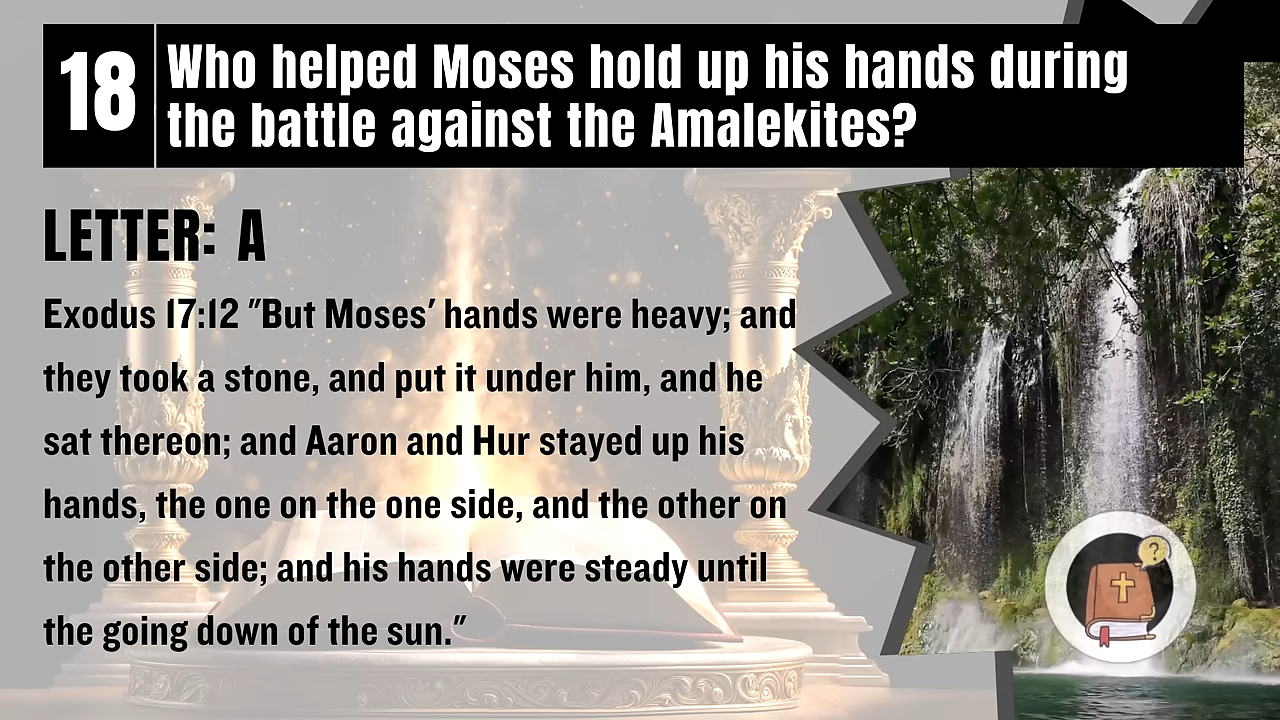 18
Who helped Moses hold up his hands during
the battle against the Amalekites?
LETTER: A
Exodus 17:12 "But Moses' hands were heavy; and
they took a stone, and put it under him, and he
sat thereon; and Aaron and Hur stayed up his
hands, the one on the one side, and the other on
the other side; and his hands were steady until
the going down of the sun."
?